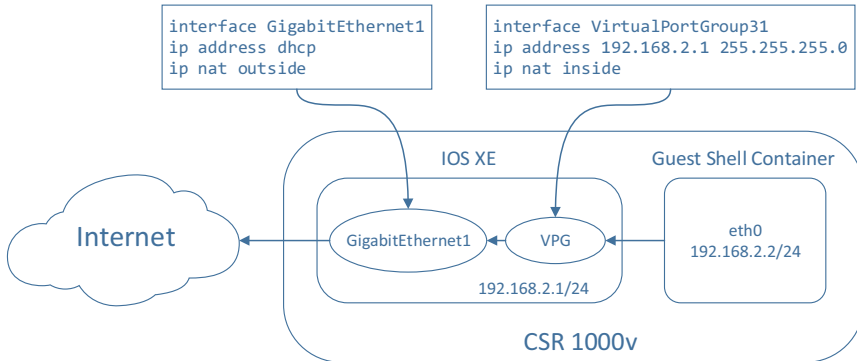 interface GigabitEthernet1
ip address dhcp
ip nat outside
interface VirtualPortGroup31
ip address 192.168.2.1 255.255.255.0
ip nat inside
IOS XE
Guest Shell Container
Internet
GigabitEthernet1
VPG
eth0
192.168.2.2/24
192.168.2.1/24
CSR 1000v